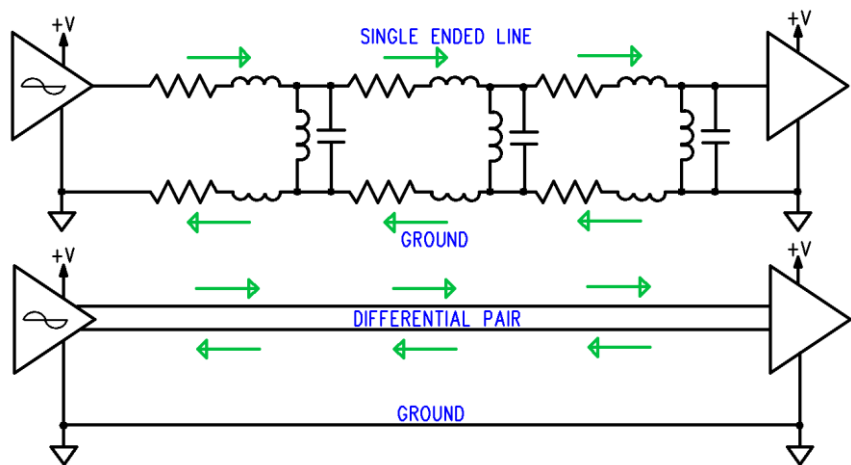 +V
SINGLE ENDED LINE
+V
GROUND
+V
+V
DIFFERENTIAL PAIR
GROUND